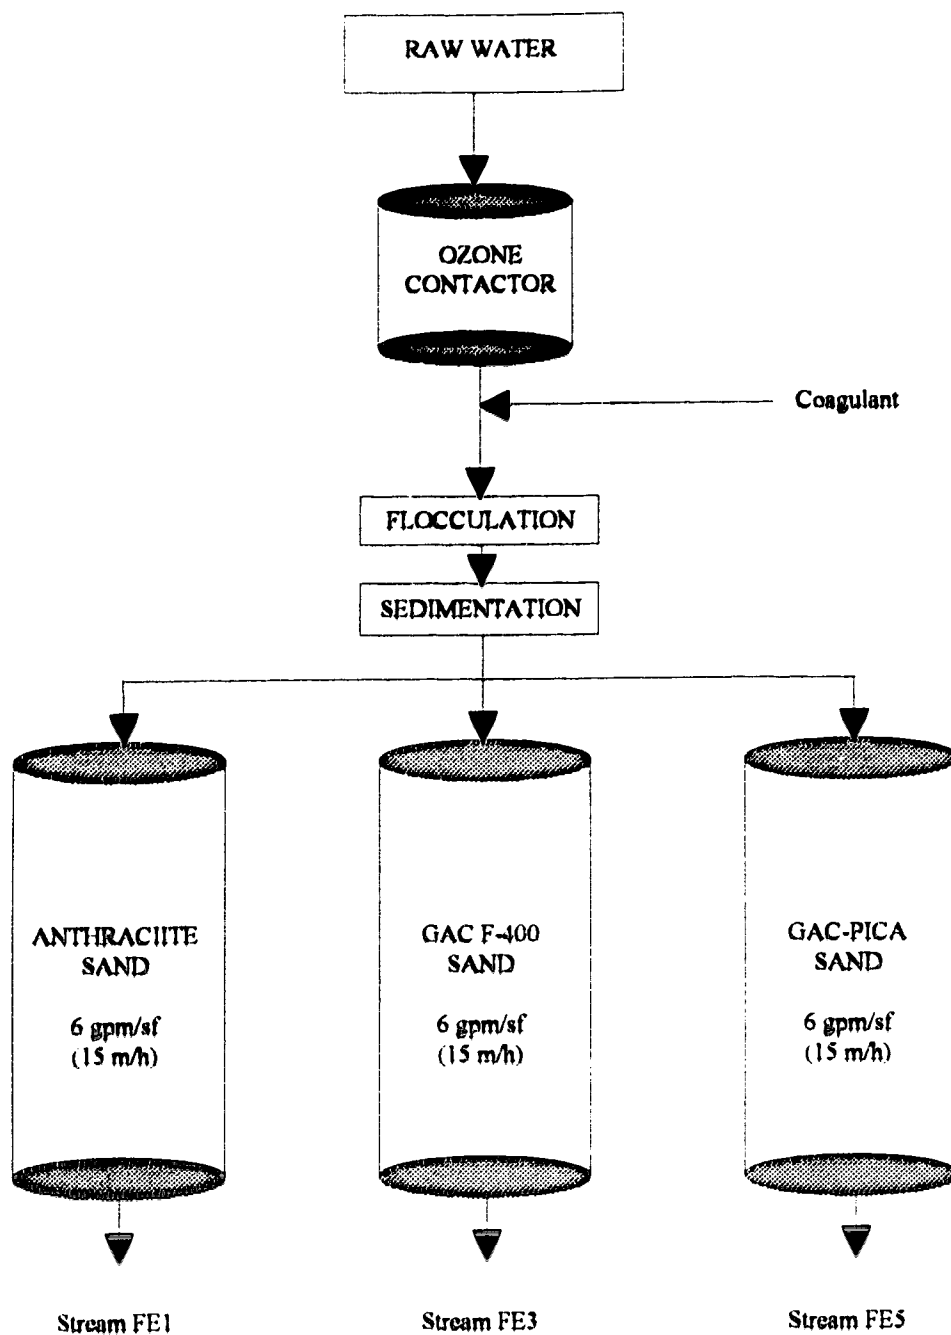 RAW WATER
OZONE
CONTACTOR
Coagulant
FLOCCULATION
SEDIMENTATION
ANTHRACIITE
SAND
6 gpm/sf
(15 m/h)
GAC F-400
SAND
6 gpm/sf
(15 m/h)
GAC-PICA
SAND
6 gpm/sf
(15 m/h)
Stream FE1
Stream FE3
Stream FE5